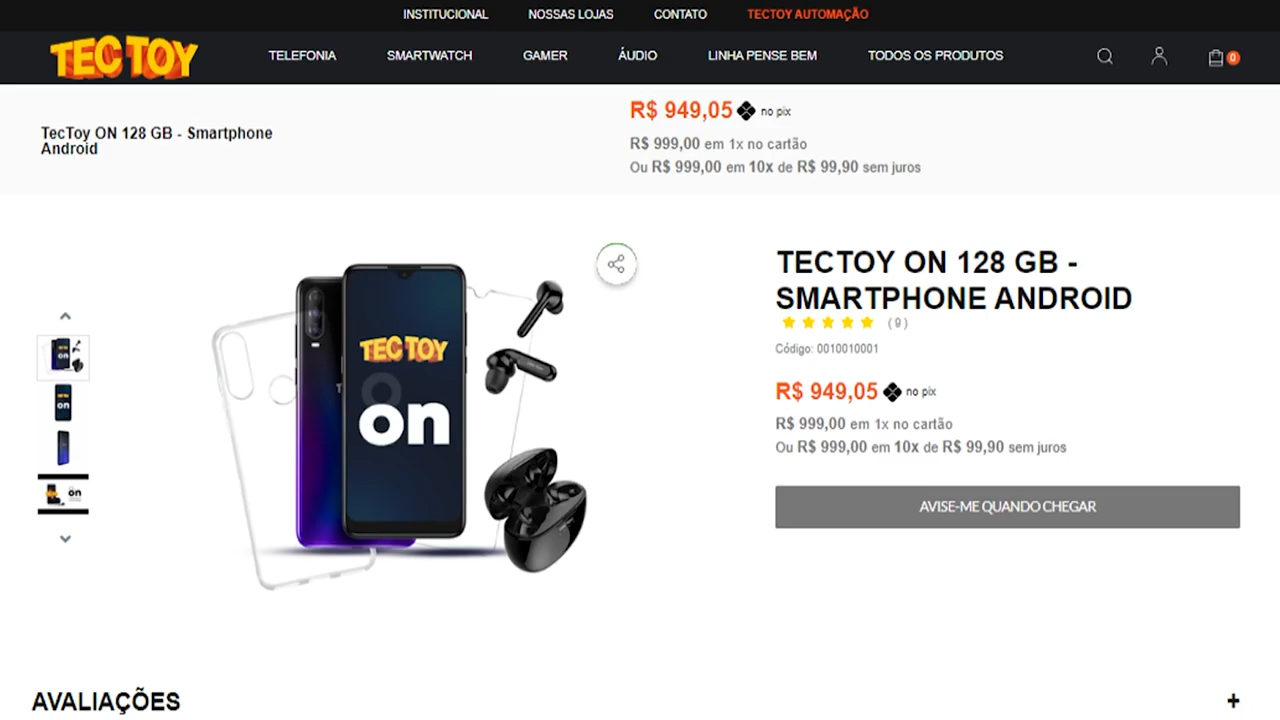 INSTITUCIONAL NOSSAS LOJAS CONTATO TECTOY AUTOMAÇÃO
TEC TOY TELEFONIA SMARTWATCH GAMER ÁUDIO LINHA PENSE BEM TODOS OS PRODUTOS 0
TecToy ON 128 GB - Smartphone
Android
R$ 949,05 no pix
R$ 999,00 em 1x no cartão
Ou R$ 999,00 em 10x de R$ 99,90 sem juros
TEC TOY
on
TECTOY ON 128 GB -
SMARTPHONE ANDROID
(9)
Código: 0010010001
R$ 949,05 no pix
R$ 999,00 em 1x no cartão
Ou R$ 999,00 em 10x de R$ 99,90 sem juros
AVISE-ME QUANDO CHEGAR
on
on
on
AVALIAÇÕES +